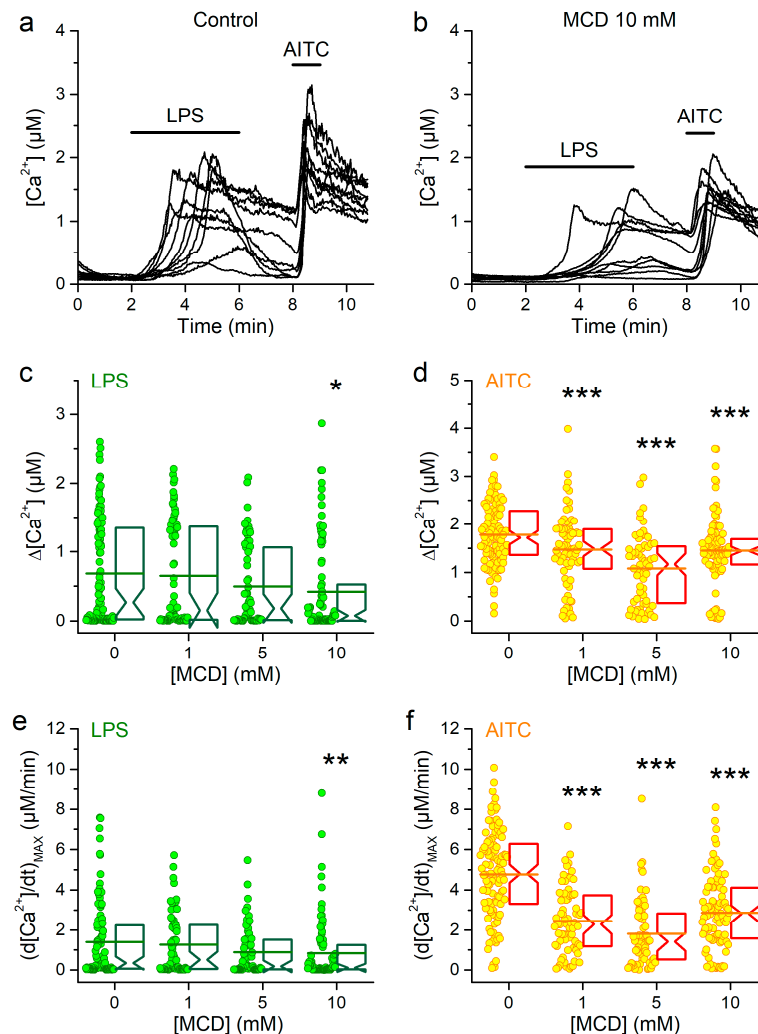 a
Control
b
MCD 10 mM
4
3
2
1
0
[Ca²⁺] (µM)
LPS
AITC
0
2
4
6
8
10
Time (min)
4
3
2
1
0
[Ca²⁺] (µM)
LPS
AITC
0
2
4
6
8
10
Time (min)
c
LPS
*
3
2
1
0
Δ[Ca²⁺] (µM)
0
1
5
10
[MCD] (mM)
d
AITC
***
***
***
5
4
3
2
1
0
Δ[Ca²⁺] (µM)
0
1
5
10
[MCD] (mM)
e
LPS
**
12
10
8
6
4
2
0
(d[Ca²⁺]/dt)MAX (µM/min)
0
1
5
10
[MCD] (mM)
f
AITC
***
***
***
12
10
8
6
4
2
0
(d[Ca²⁺]/dt)MAX (µM/min)
0
1
5
10
[MCD] (mM)